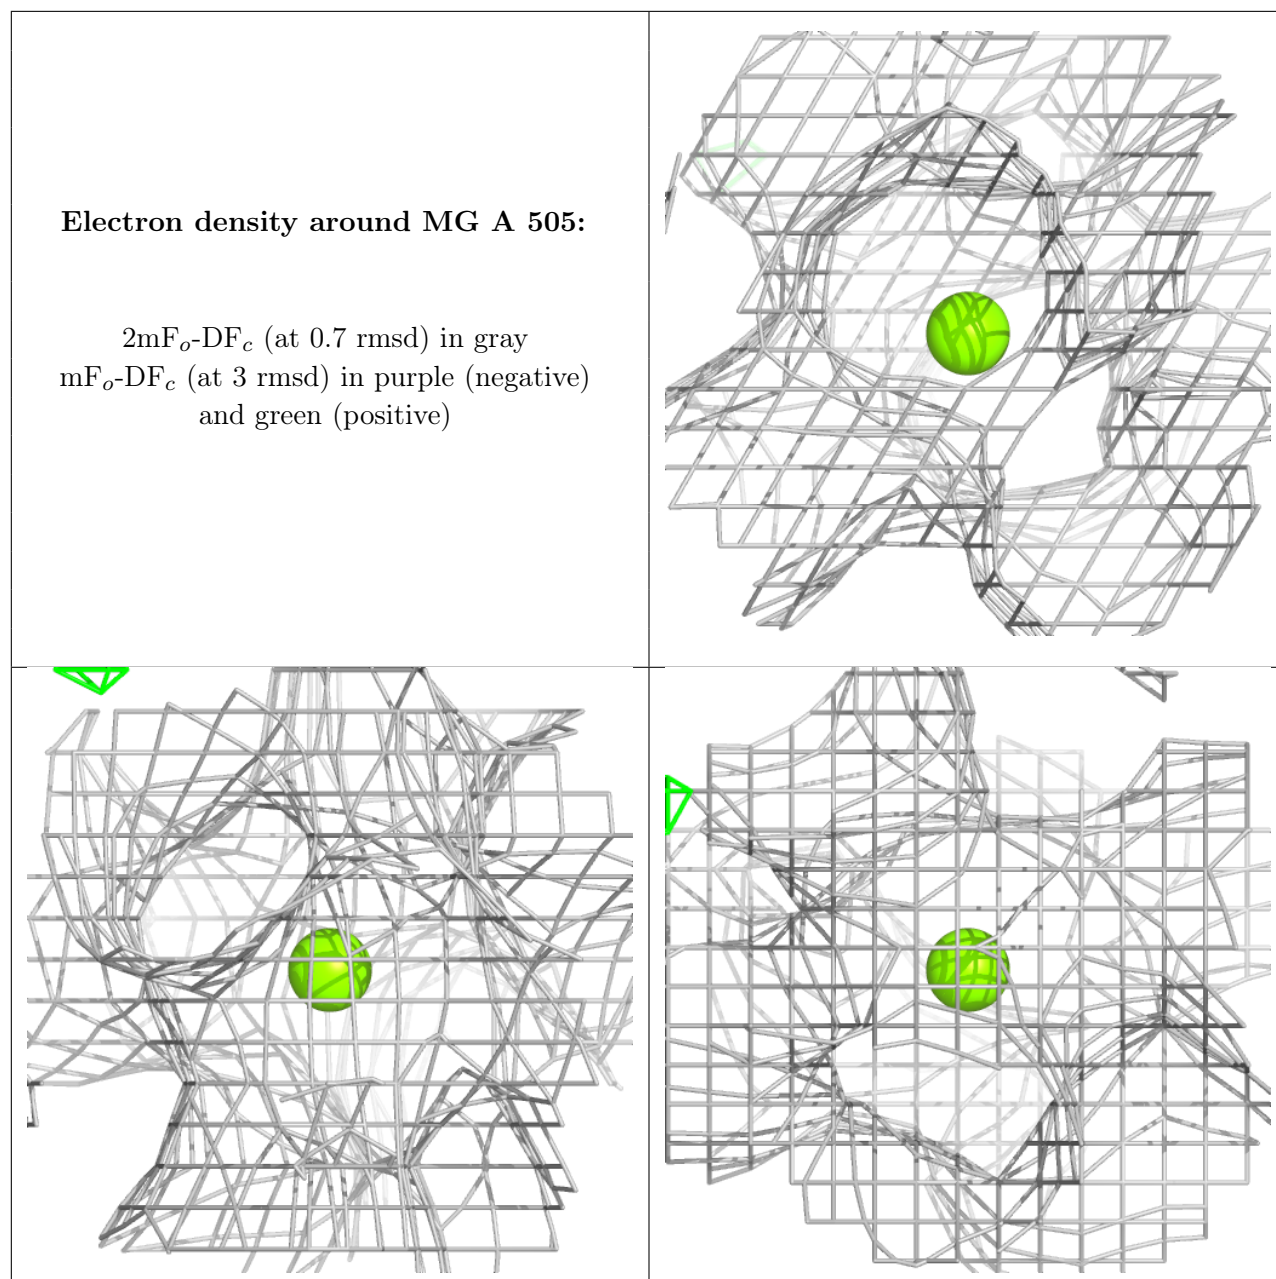 Electron density around MG A 505:
2mFo-DFc (at 0.7 rmsd) in gray
mFo-DFc (at 3 rmsd) in purple (negative)
and green (positive)